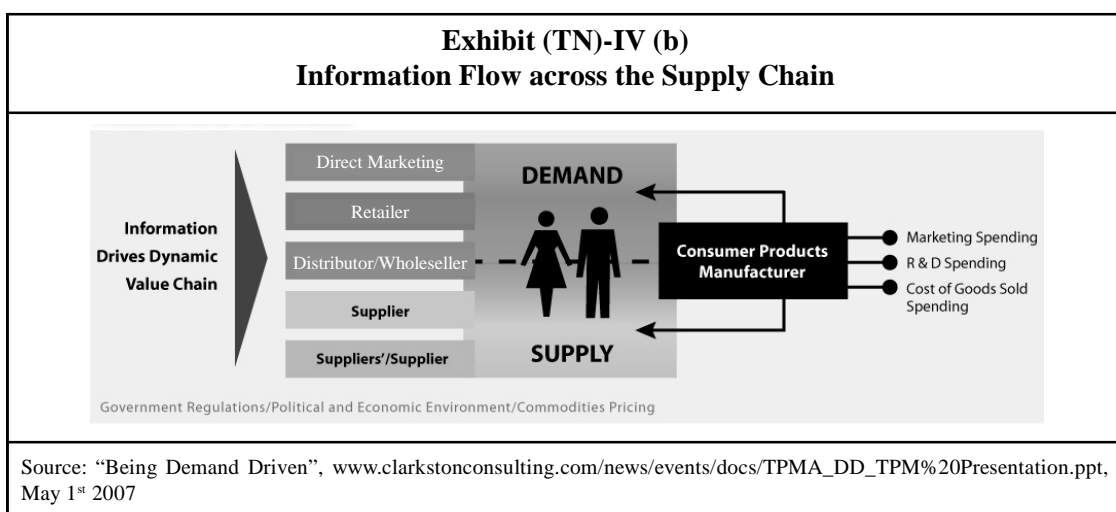 Exhibit (TN)-IV (b)
Information Flow across the Supply Chain
Information
Drives Dynamic
Value Chain
Direct Marketing
Retailer
Distributor/Wholeseller
Supplier
Suppliers'/Supplier
DEMAND
SUPPLY
Consumer Products
Manufacturer
Marketing Spending
R & D Spending
Cost of Goods Sold
Spending
Government Regulations/Political and Economic Environment/Commodities Pricing
Source: “Being Demand Driven”, www.clarkstonconsulting.com/news/events/docs/TPMA_DD_TPM%20Presentation.ppt,
May 1st 2007